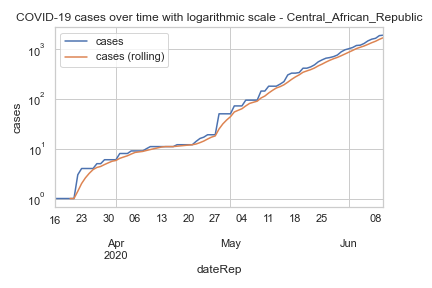 COVID-19 cases over time with logarithmic scale - Central_African_Republic
cases
cases (rolling)
10³
10²
10¹
10⁰
cases
16 23 30 06 13 20 27 04 11 18 25 08
Apr May Jun
2020
dateRep